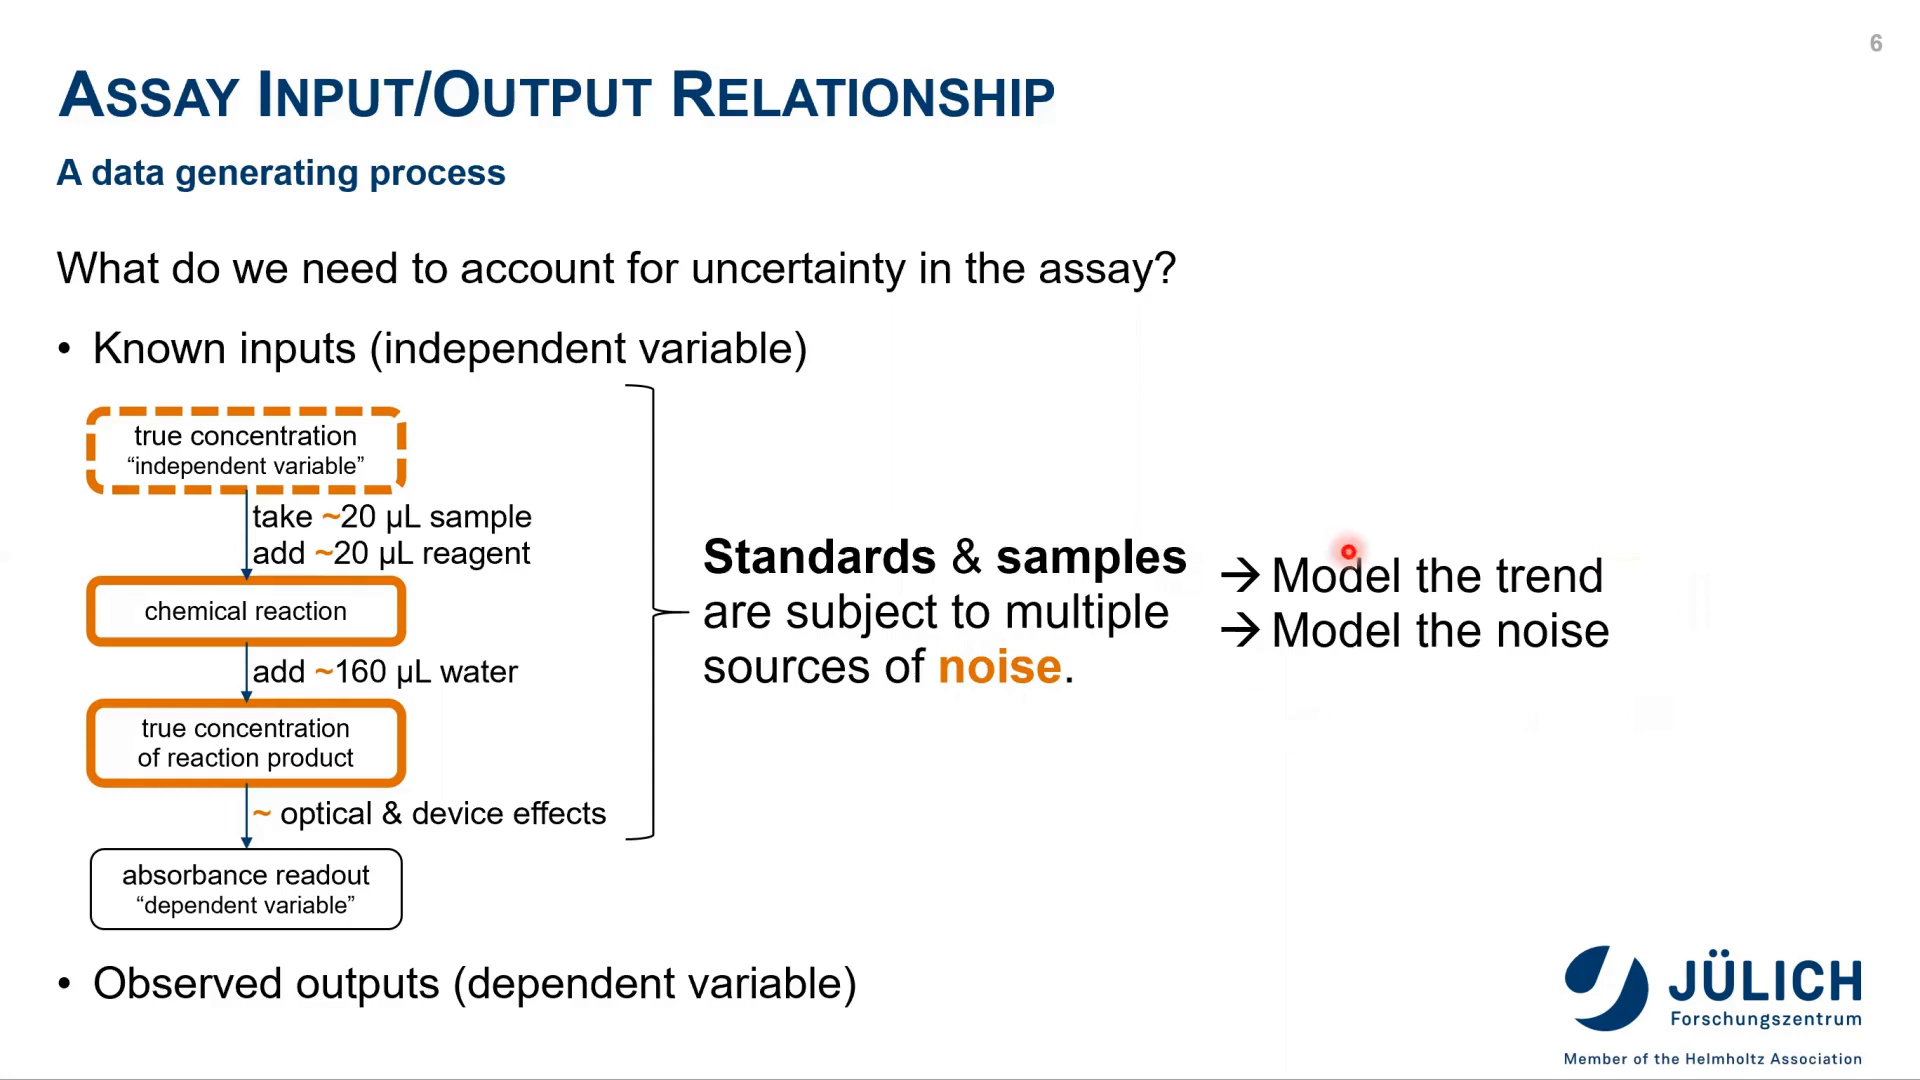 6
ASSAY INPUT/OUTPUT RELATIONSHIP
A data generating process
What do we need to account for uncertainty in the assay?
• Known inputs (independent variable)
true concentration
“independent variable”
take ~20 µL sample
add ~20 µL reagent
chemical reaction
add ~160 µL water
true concentration
of reaction product
~ optical & device effects
absorbance readout
“dependent variable”
Standards & samples
are subject to multiple
sources of noise.
→ Model the trend
→ Model the noise
• Observed outputs (dependent variable)
JÜLICH
Forschungszentrum
Member of the Helmholtz Association